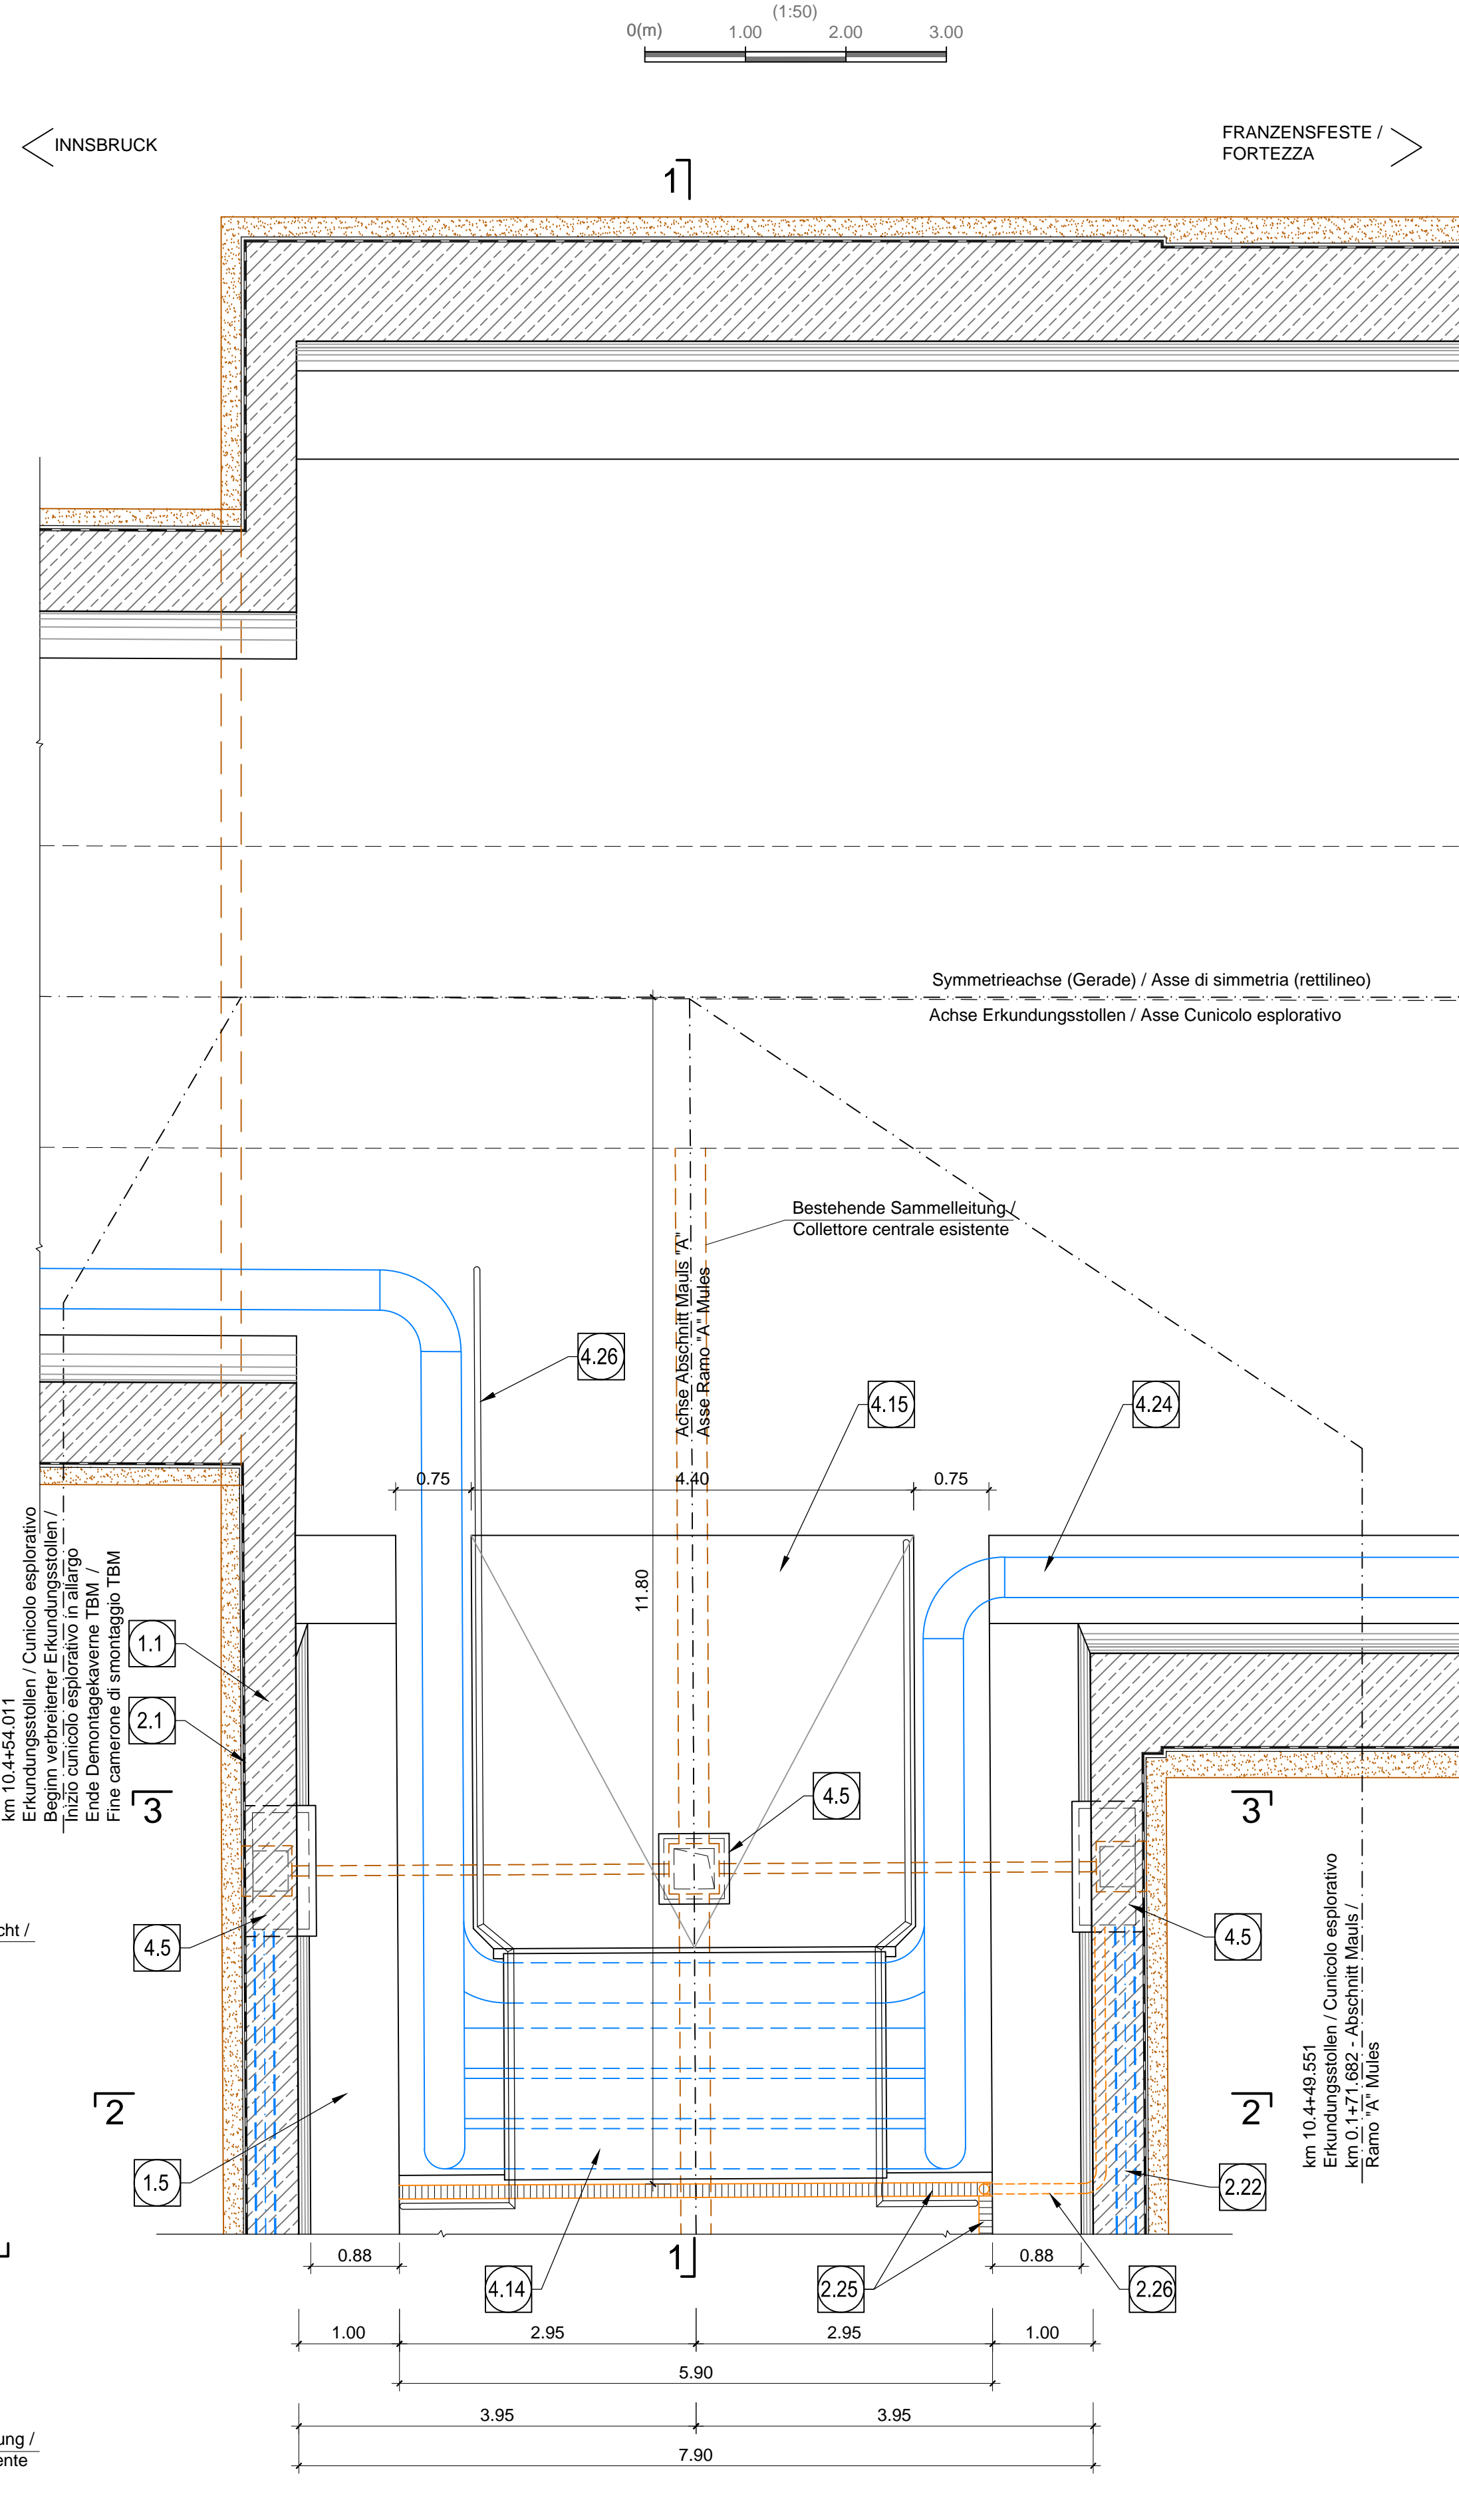 (1:50)
0(m) 1.00 2.00 3.00
INNSBRUCK
FRANZENSFESTE /
FORTEZZA
1
Symmetrieachse (Gerade) / Asse di simmetria (rettilineo)
Achse Erkundungsstollen / Asse Cunicolo esplorativo
Bestehende Sammelleitung /
Collettore centrale esistente
Achse Abschnitt Mauls "A"
Asse Ramo "A" Mules
4.26
4.15
4.24
0.75 4.40 0.75
11.80
km 10.4+54.011
Erkundungsstollen / Cunicolo esplorativo
Beginn verbreiterter Erkundungsstollen /
Inizio cunicolo esplorativo in allargo
Ende Demontagekaverne TBM /
Fine camerone di smontaggio TBM
1.1
2.1
3
4.5
3
cht /
4.5
4.5
km 10.4+49.551
Erkundungsstollen / Cunicolo esplorativo
km 0.1+71.682 - Abschnitt Mauls /
Ramo "A" Mules
2
2
1.5
2.22
0.88
1
0.88
4.14
2.25
2.26
1.00 2.95 2.95 1.00
5.90
3.95 3.95
7.90
ung /
ente